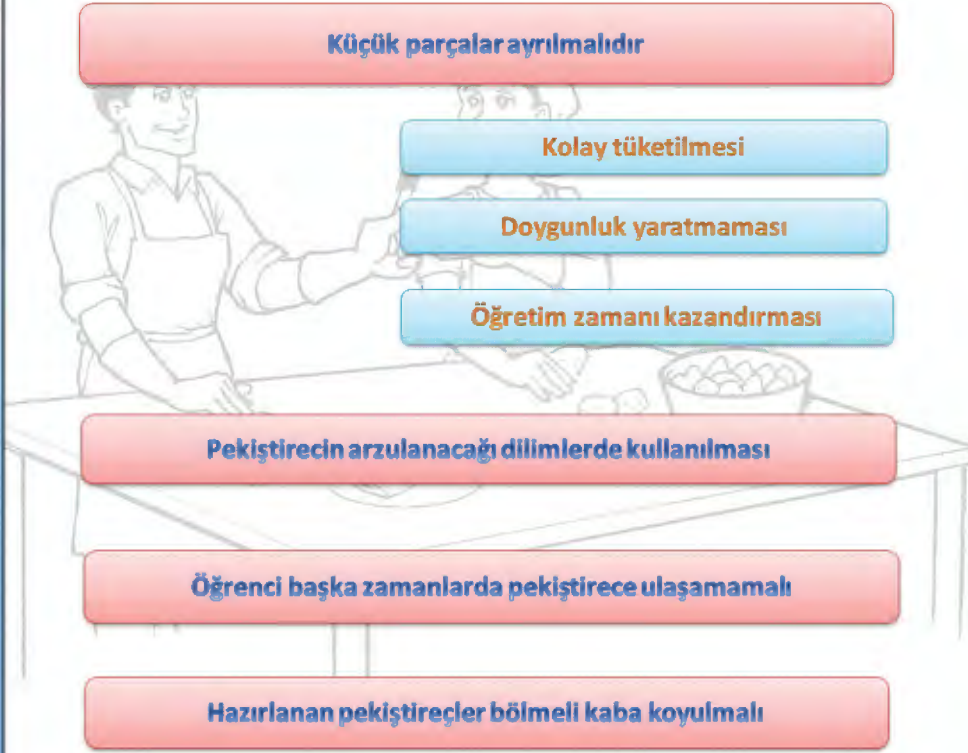 Küçük parçalar ayrılmalıdır
Kolay tüketilmesi
Doygunluk yaratmaması
Öğretim zamanı kazandırması
Pekiştirecin arzulanacağı dilimlerde kullanılması
Öğrenci başka zamanlarda pekiştirece ulaşamamalı
Hazırlanan pekiştireçler bölmeli kaba koyulmalı